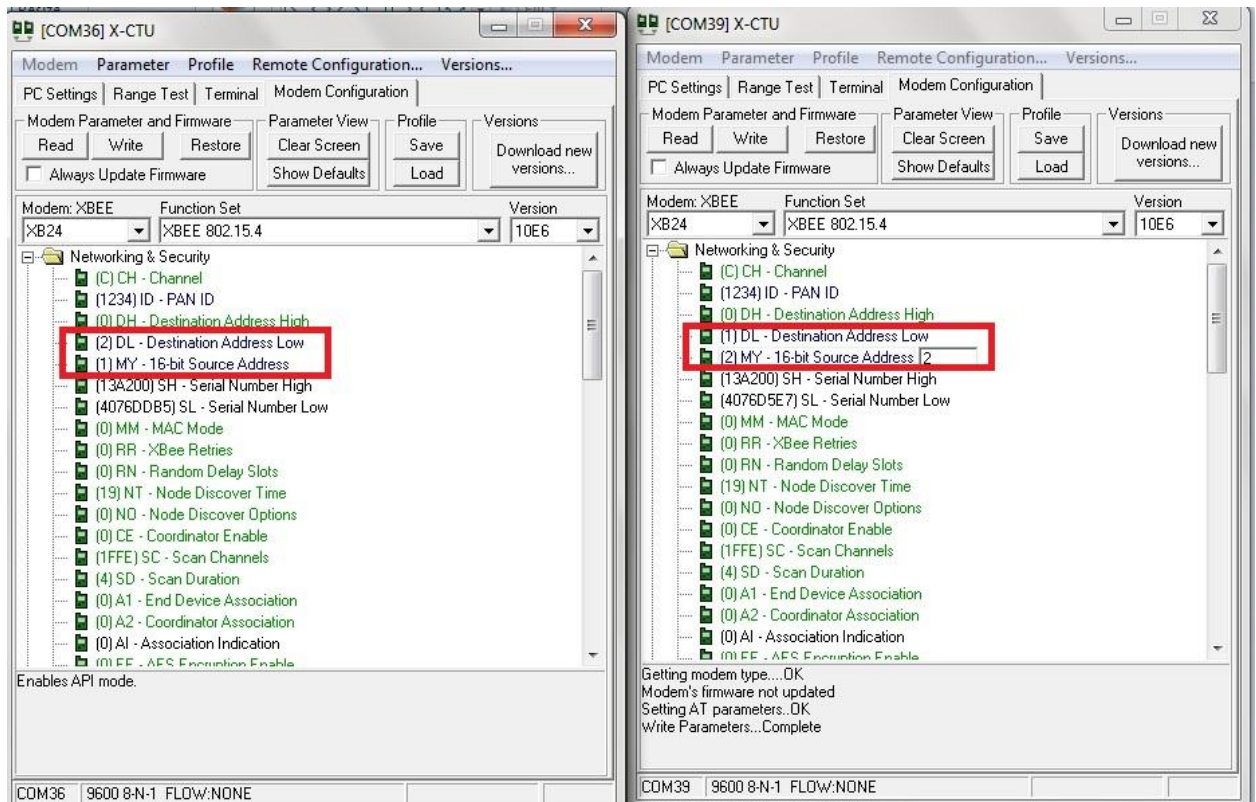 [COM36] X-CTU
Modem Parameter Profile Remote Configuration... Versions...
PC Settings Range Test Terminal Modem Configuration
Modem Parameter and Firmware Parameter View Profile Versions
Read Write Restore Clear Screen Save Download new versions...
Always Update Firmware Show Defaults Load
Modem: XBEE Function Set Version
XB24 XBEE 802.15.4 10E6
Networking & Security
(C) CH - Channel
(1234) ID - PAN ID
(0) DH - Destination Address High
(2) DL - Destination Address Low
(1) MY - 16-bit Source Address
(13A200) SH - Serial Number High
(4076DDB5) SL - Serial Number Low
(0) MM - MAC Mode
(0) RR - XBee Retries
(0) RN - Random Delay Slots
(19) NT - Node Discover Time
(0) NO - Node Discover Options
(0) CE - Coordinator Enable
(1FFE) SC - Scan Channels
(4) SD - Scan Duration
(0) A1 - End Device Association
(0) A2 - Coordinator Association
(0) AI - Association Indication
(0) EE - AES Encryption Enable
Enables API mode.
COM36 9600 8-N-1 FLOW:NONE
[COM39] X-CTU
Modem Parameter Profile Remote Configuration... Versions...
PC Settings Range Test Terminal Modem Configuration
Modem Parameter and Firmware Parameter View Profile Versions
Read Write Restore Clear Screen Save Download new versions...
Always Update Firmware Show Defaults Load
Modem: XBEE Function Set Version
XB24 XBEE 802.15.4 10E6
Networking & Security
(C) CH - Channel
(1234) ID - PAN ID
(0) DH - Destination Address High
(1) DL - Destination Address Low
(2) MY - 16-bit Source Address 2
(13A200) SH - Serial Number High
(4076D5E7) SL - Serial Number Low
(0) MM - MAC Mode
(0) RR - XBee Retries
(0) RN - Random Delay Slots
(19) NT - Node Discover Time
(0) NO - Node Discover Options
(0) CE - Coordinator Enable
(1FFE) SC - Scan Channels
(4) SD - Scan Duration
(0) A1 - End Device Association
(0) A2 - Coordinator Association
(0) AI - Association Indication
(0) EE - AES Encryption Enable
Getting modem type....OK
Modem's firmware not updated
Setting AT parameters..OK
Write Parameters...Complete
COM39 9600 8-N-1 FLOW:NONE